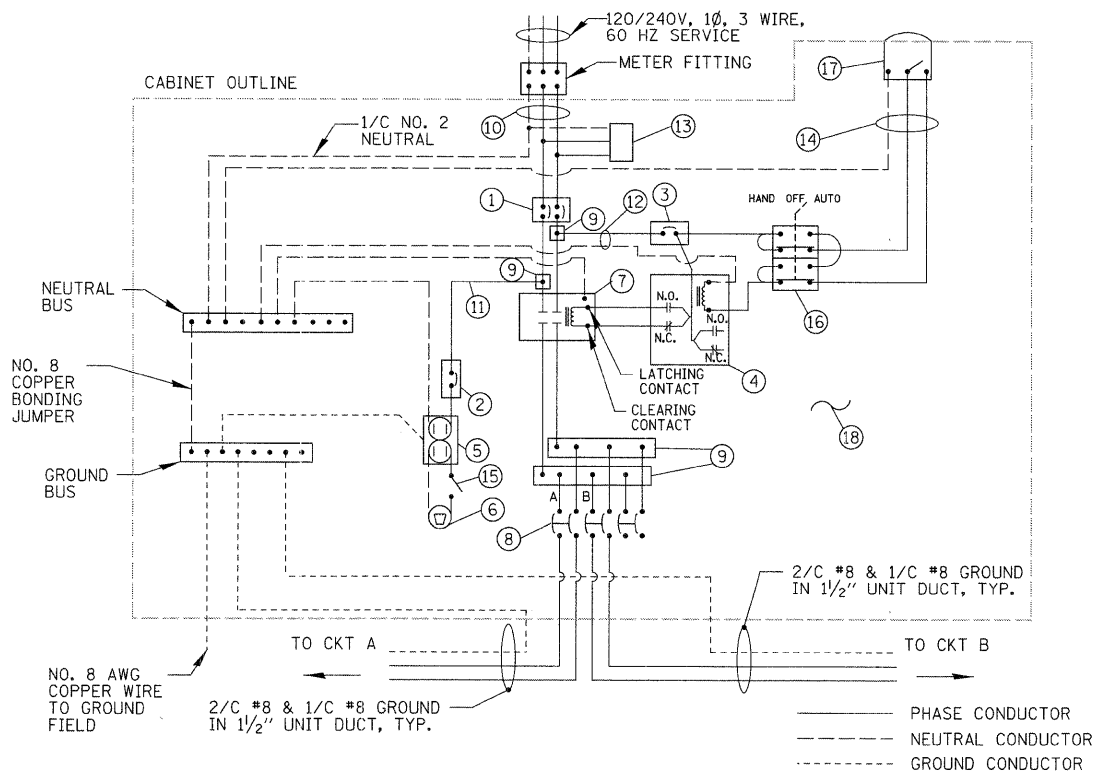 120/240V, 1Ø, 3 WIRE,
60 HZ SERVICE
METER FITTING
CABINET OUTLINE
17
10
1/C NO. 2
NEUTRAL
13
14
1
9
12
3
HAND OFF AUTO
9
7
NEUTRAL
BUS
11
N.O.
N.C.
N.O.
N.C.
16
NO. 8
COPPER
BONDING
JUMPER
2
LATCHING
CONTACT
4
CLEARING
CONTACT
18
5
9
GROUND
BUS
15
A
B
6
8
2/C #8 & 1/C #8 GROUND
IN 1 1/2" UNIT DUCT, TYP.
TO CKT A
TO CKT B
NO. 8 AWG
COPPER WIRE
TO GROUND
FIELD
2/C #8 & 1/C #8 GROUND
IN 1 1/2" UNIT DUCT, TYP.
PHASE CONDUCTOR
NEUTRAL CONDUCTOR
GROUND CONDUCTOR